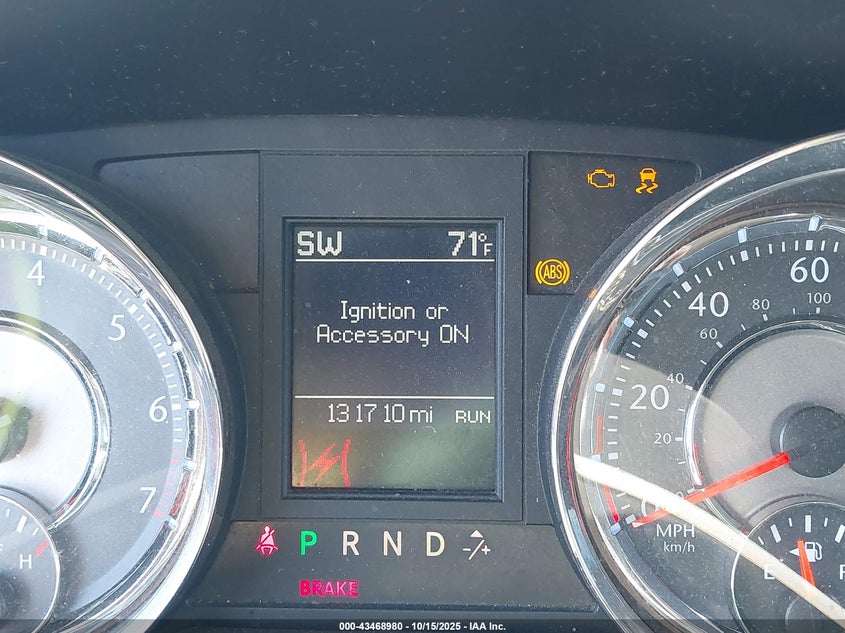 SW 71°F
Ignition or
Accessory ON
131710 mi RUN
P R N D -/+
BRAKE
ABS
4
5
6
7
H
20
40
60
20
40
60
80
100
MPH
km/h
E
000-43468980 - 10/15/2025 - IAA Inc.